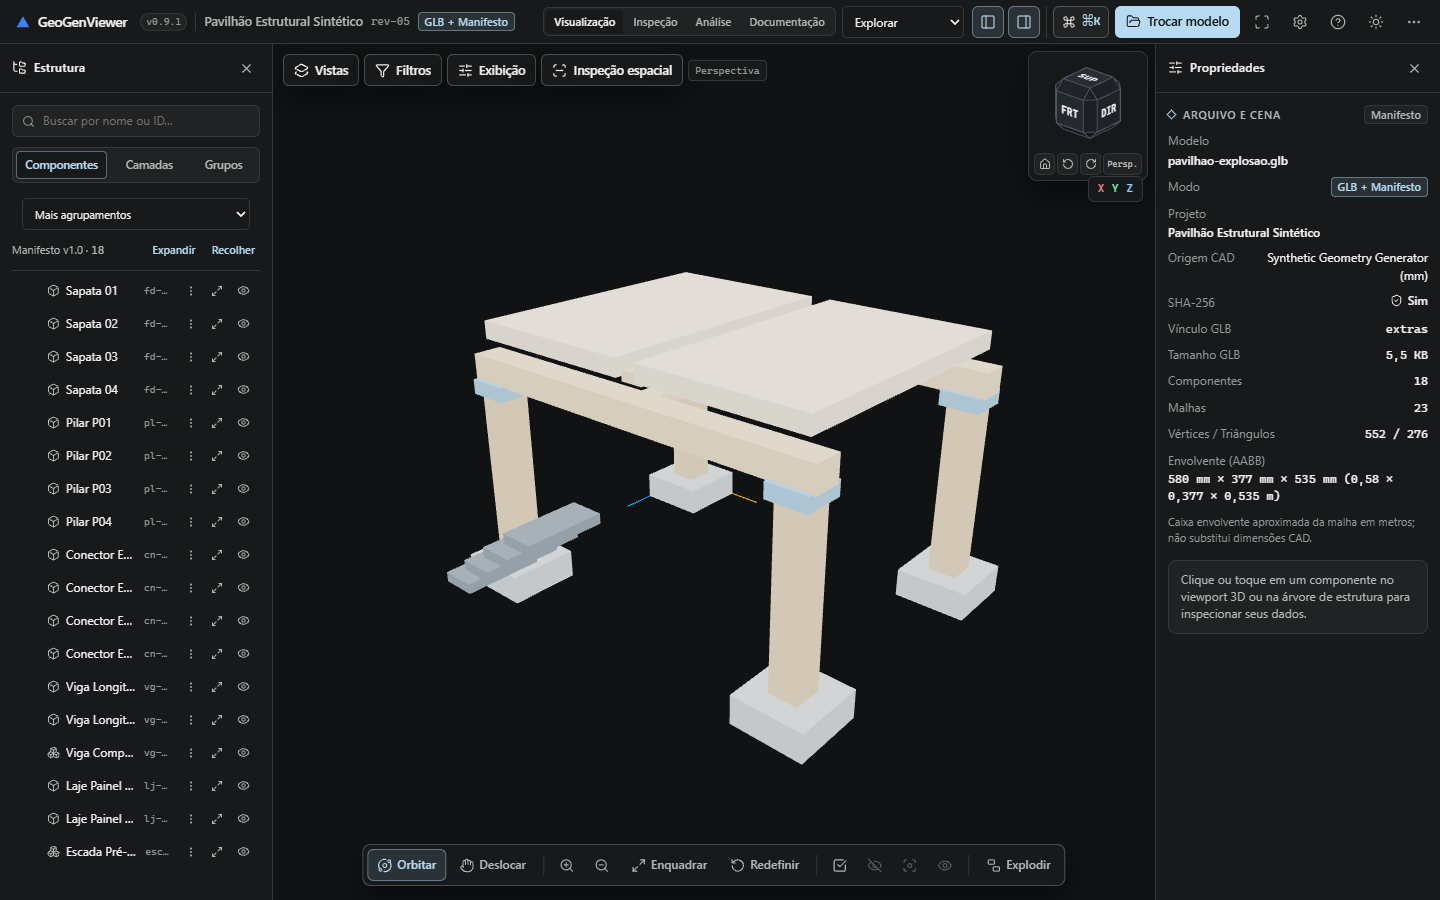 GeoGenViewer v0.9.1 Pavilhão Estrutural Sintético rev-05 GLB + Manifesto Visualização Inspeção Análise Documentação Explorar ⌘K Trocar modelo
Estrutura
Buscar por nome ou ID...
Componentes Camadas Grupos
Mais agrupamentos
Manifesto v1.0 · 18 Expandir Recolher
Sapata 01 fd-…
Sapata 02 fd-…
Sapata 03 fd-…
Sapata 04 fd-…
Pilar P01 pl-…
Pilar P02 pl-…
Pilar P03 pl-…
Pilar P04 pl-…
Conector E... cn-…
Conector E... cn-…
Conector E... cn-…
Conector E... cn-…
Viga Longit... vg-…
Viga Longit... vg-…
Viga Comp... vg-…
Laje Painel ... lj-…
Laje Painel ... lj-…
Escada Pré-... esc…
Vistas Filtros Exibição Inspeção espacial Perspectiva
SUP
FRT DIR
Persp.
X Y Z
Orbitar Deslocar Enquadrar Redefinir Explodir
Propriedades
ARQUIVO E CENA Manifesto
Modelo
pavilhao-explosao.glb
Modo GLB + Manifesto
Projeto
Pavilhão Estrutural Sintético
Origem CAD Synthetic Geometry Generator
(mm)
SHA-256 Sim
Vínculo GLB extras
Tamanho GLB 5,5 KB
Componentes 18
Malhas 23
Vértices / Triângulos 552 / 276
Envolvente (AABB)
580 mm × 377 mm × 535 mm (0,58 ×
0,377 × 0,535 m)
Caixa envolvente aproximada da malha em metros;
não substitui dimensões CAD.
Clique ou toque em um componente no
viewport 3D ou na árvore de estrutura para
inspecionar seus dados.